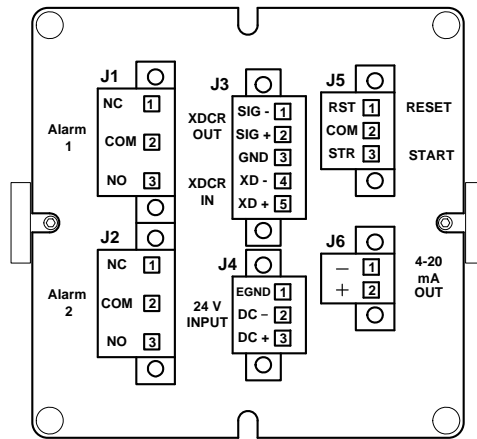 J1
NC 1
COM 2
NO 3
Alarm
1
J2
NC 1
COM 2
NO 3
Alarm
2
J3
SIG - 1
SIG + 2
GND 3
XD - 4
XD + 5
XDCR
OUT
XDCR
IN
J4
EGND 1
DC – 2
DC + 3
24 V
INPUT
J5
RST 1
COM 2
STR 3
RESET
START
J6
– 1
+ 2
4-20
mA
OUT